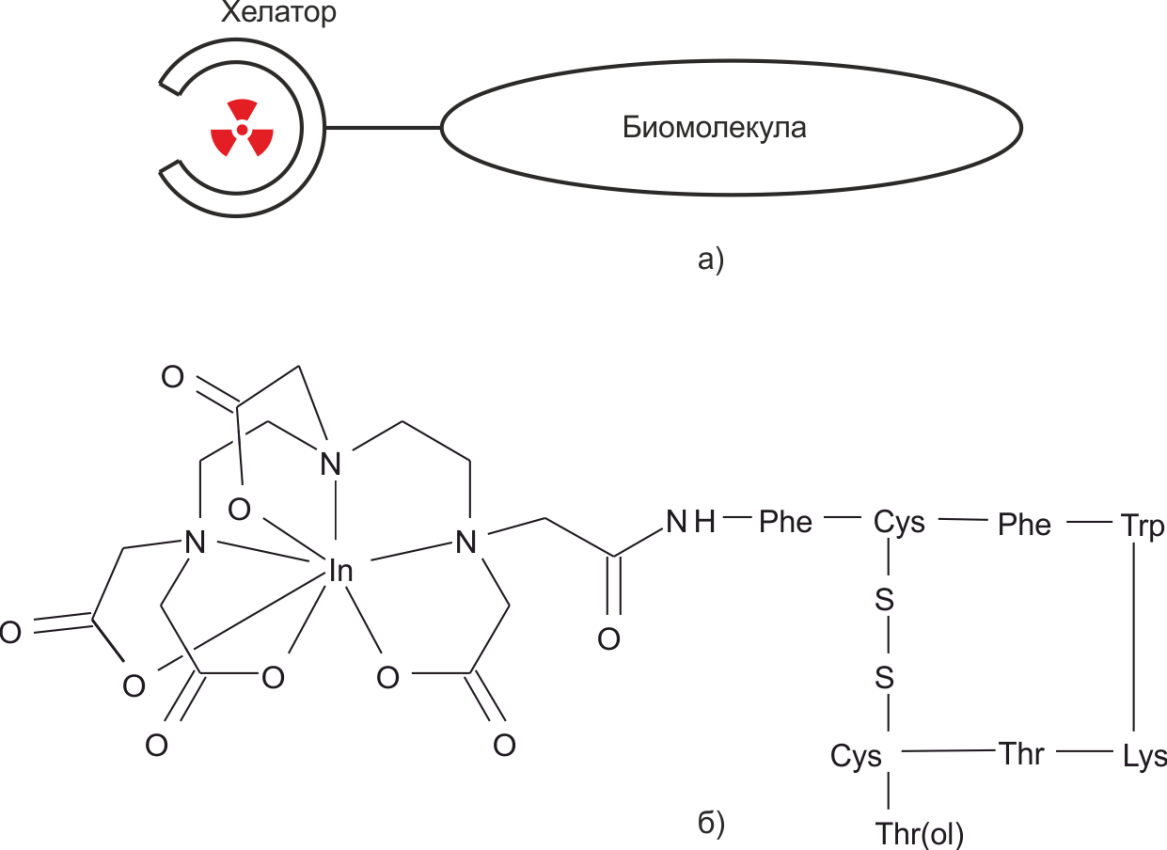 Хелатор
Биомолекула
а)
O
O
N
N
N
In
O
O
O
O
O
O
NH
O
Phe
Cys
Phe
Trp
S
S
Cys
Thr
Lys
Thr(ol)
б)